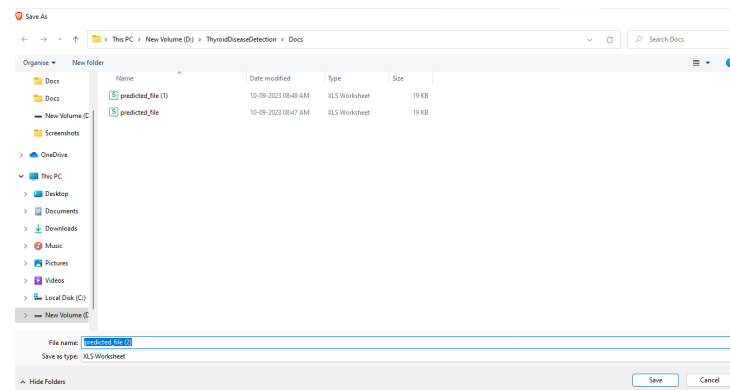 Save As
This PC > New Volume (D:) > ThyroidDiseaseDetection > Docs
Search Docs
Organise
New folder
Name Date modified Type Size
Docs
predicted_file (1) 10-09-2023 08:49 AM XLS Worksheet 19 KB
Docs
predicted_file 10-09-2023 08:47 AM XLS Worksheet 19 KB
New Volume (D
Screenshots
OneDrive
This PC
Desktop
Documents
Downloads
Music
Pictures
Videos
Local Disk (C:)
New Volume (D
File name: predicted_file (2)
Save as type: XLS Worksheet
Hide Folders
Save
Cancel